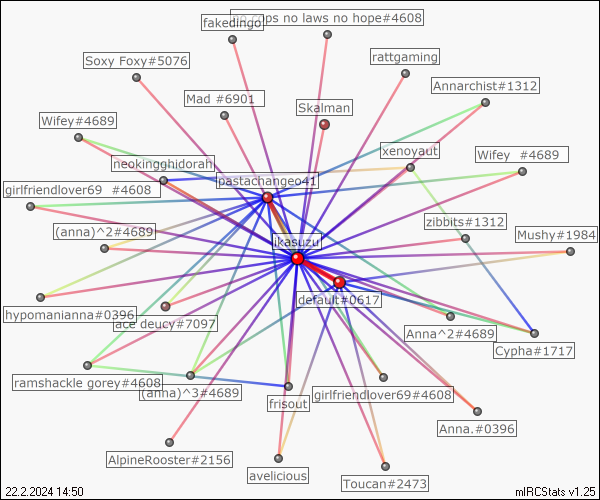 fakedingo
ops no laws no hope#4608
Soxy Foxy#5076
rattgaming
Annarchist#1312
Mad #6901
Skalman
Wifey#4689
xenoyaut
neokingghidorah
Wifey #4689
pastachangeo41
girlfriendlover69 #4608
zibbits#1312
(anna)^2#4689
Mushy#1984
ikasuzu
default#0617
hypomanianna#0396
ace deucy#7097
Anna^2#4689
Cypha#1717
ramshackle gorey#4608
(anna)^3#4689
girlfriendlover69#4608
frisout
Anna.#0396
AlpineRooster#2156
avelicious
Toucan#2473
22.2.2024 14:50
mIRCStats v1.25